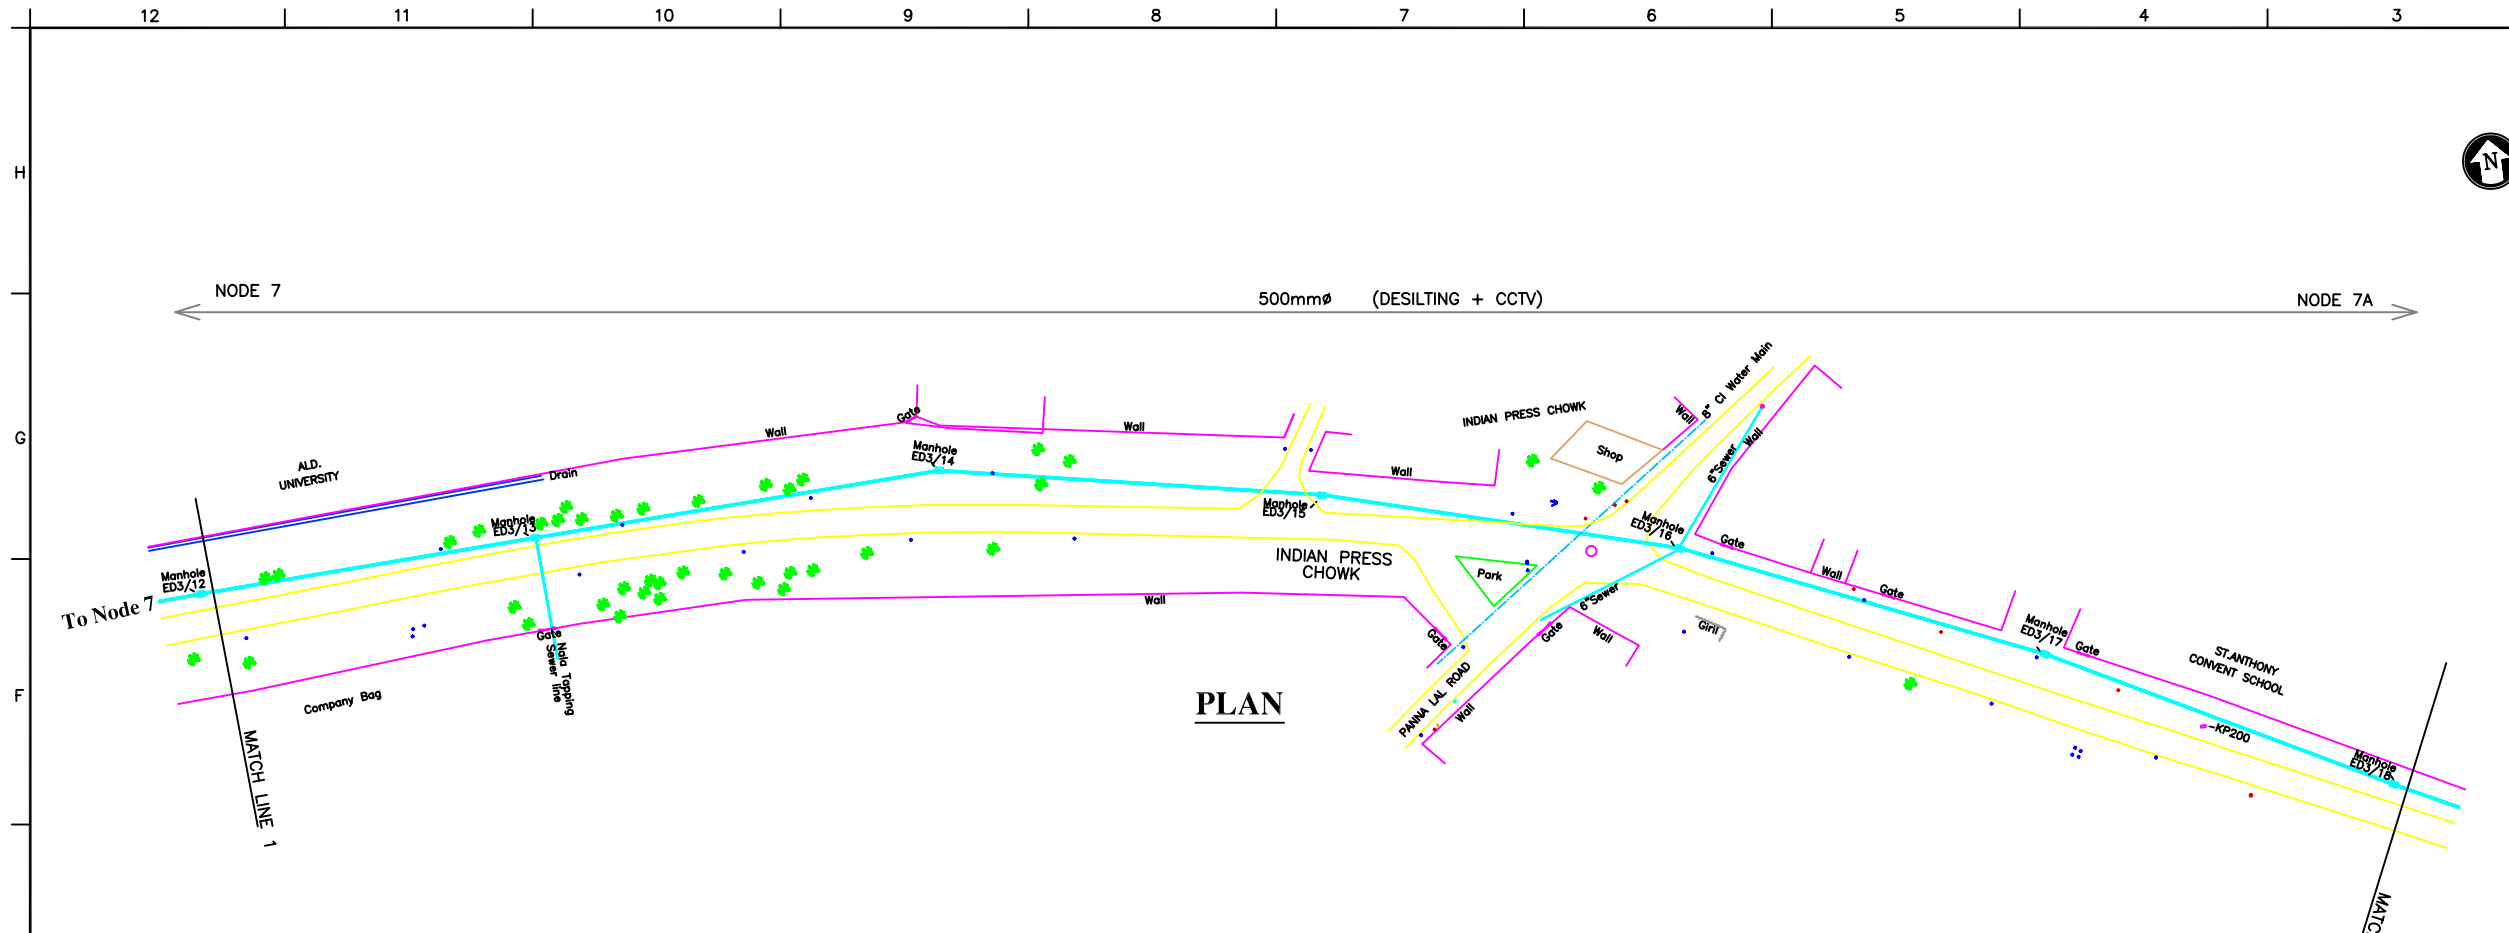 12 11 10 9 8 7 6 5 4 3
H
N
NODE 7
500mmø (DESILTING + CCTV)
NODE 7A
8" CI Water Main
INDIAN PRESS CHOWK
Wall
Gate
Wall
Wall
G
Manhole
ED3/14
Shop
6"Sewer
Wall
ALD.
UNIVERSITY
Drain
Wall
Manhole
ED3/13
Manhole
ED3/15
Manhole
ED3/16
Gate
INDIAN PRESS
CHOWK
Manhole
ED3/12
Park
Wall
Gate
To Node 7
Wall
6"Sewer
Gate
Nala Tapping
Sewer line
Gate
Gate
Wall
Giril
Manhole
ED3/17
Gate
ST.ANTHONY
CONVENT SCHOOL
F
Company Bag
PLAN
PANNA LAL ROAD
Wall
KP200
MATCH LINE 1
Manhole
ED3/18
MATC